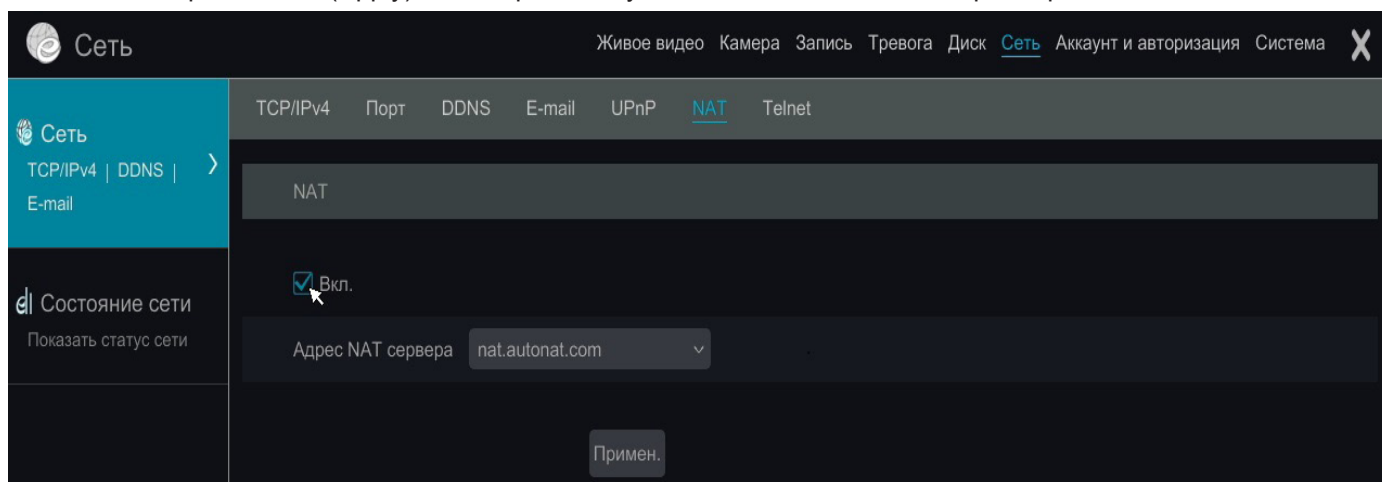 Сеть
Живое видео Камера Запись Тревога Диск Сеть Аккаунт и авторизация Система X
TCP/IPv4 Порт DDNS E-mail UPnP NAT Telnet
Сеть
TCP/IPv4 | DDNS |
E-mail
NAT
Вкл.
Состояние сети
Показать статус сети
Адрес NAT сервера nat.autonat.com
Примен.